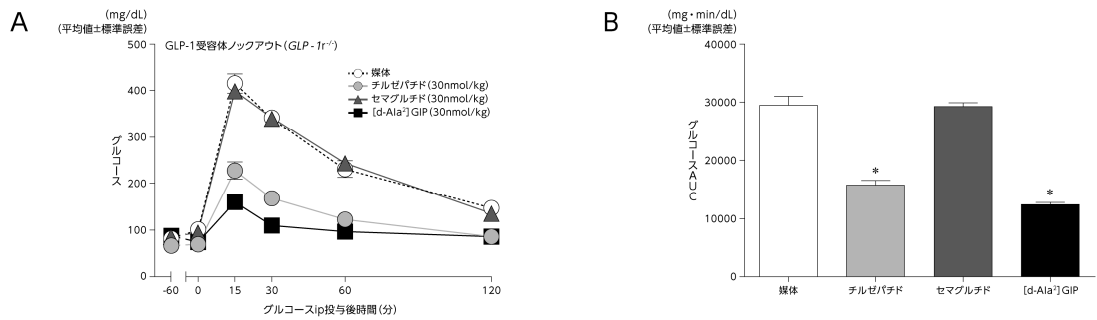 A
(mg/dL)
(平均値±標準誤差)
GLP-1受容体ノックアウト(GLP-1r-/-)
500
400
300
200
100
0
グルコース
媒体
チルゼパチド(30nmol/kg)
セマグルチド(30nmol/kg)
[d-Ala2]GIP(30nmol/kg)
-60 0 15 30 60 120
グルコースip投与後時間(分)
B
(mg・min/dL)
(平均値±標準誤差)
40000
30000
20000
10000
0
グルコースAUC
*
*
媒体 チルゼパチド セマグルチド [d-Ala2]GIP